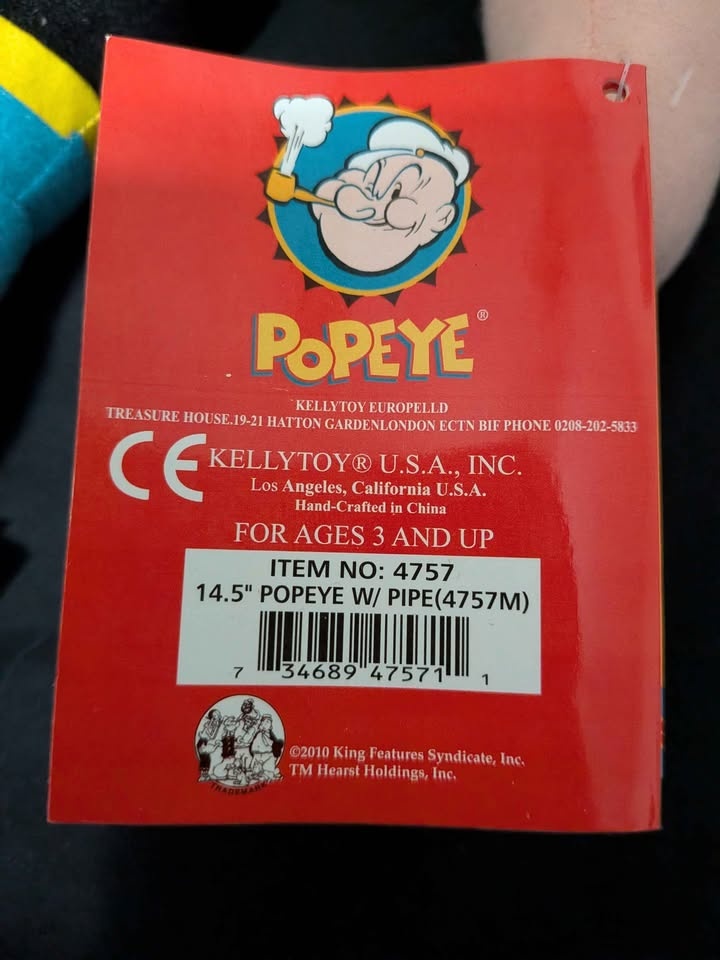 POPEYE®
KELLYTOY EUROPELLD
TREASURE HOUSE.19-21 HATTON GARDENLONDON ECTN BIF PHONE 0208-202-5833
CE KELLYTOY® U.S.A., INC.
Los Angeles, California U.S.A.
Hand-Crafted in China
FOR AGES 3 AND UP
ITEM NO: 4757
14.5" POPEYE W/ PIPE(4757M)
7 34689 47571 1
©2010 King Features Syndicate, Inc.
TM Hearst Holdings, Inc.
TRADEMARK